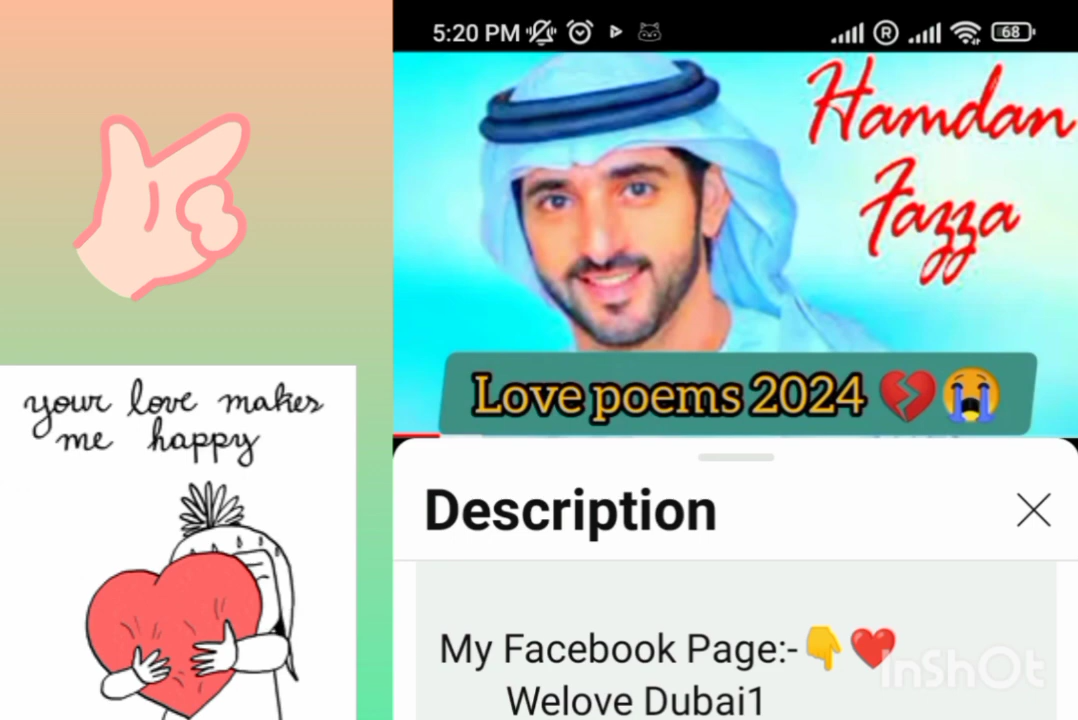 your love makes
me happy
5:20 PM
R
68
Hamdan
Fazza
Love poems 2024 💔😭
Description
My Facebook Page:-👇❤️
Welove Dubai1
InShOt